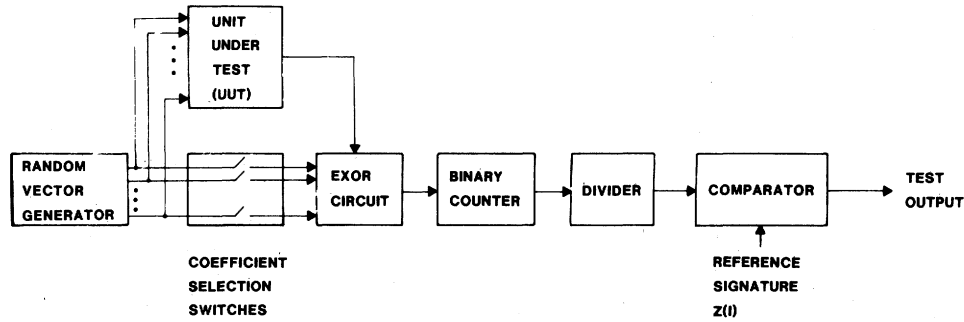 UNIT
UNDER
TEST
(UUT)
RANDOM
VECTOR
GENERATOR
EXOR
CIRCUIT
BINARY
COUNTER
DIVIDER
COMPARATOR
TEST
OUTPUT
COEFFICIENT
SELECTION
SWITCHES
REFERENCE
SIGNATURE
Z(I)